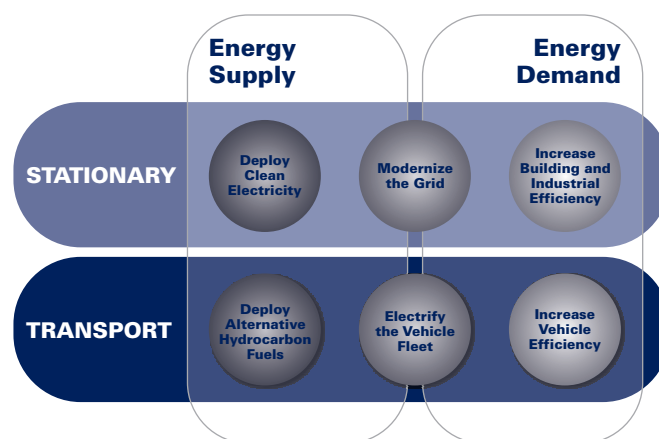 Energy
Supply
Energy
Demand
STATIONARY
Deploy
Clean
Electricity
Modernize
the Grid
Increase
Building and
Industrial
Efficiency
TRANSPORT
Deploy
Alternative
Hydrocarbon
Fuels
Electrify
the Vehicle
Fleet
Increase
Vehicle
Efficiency